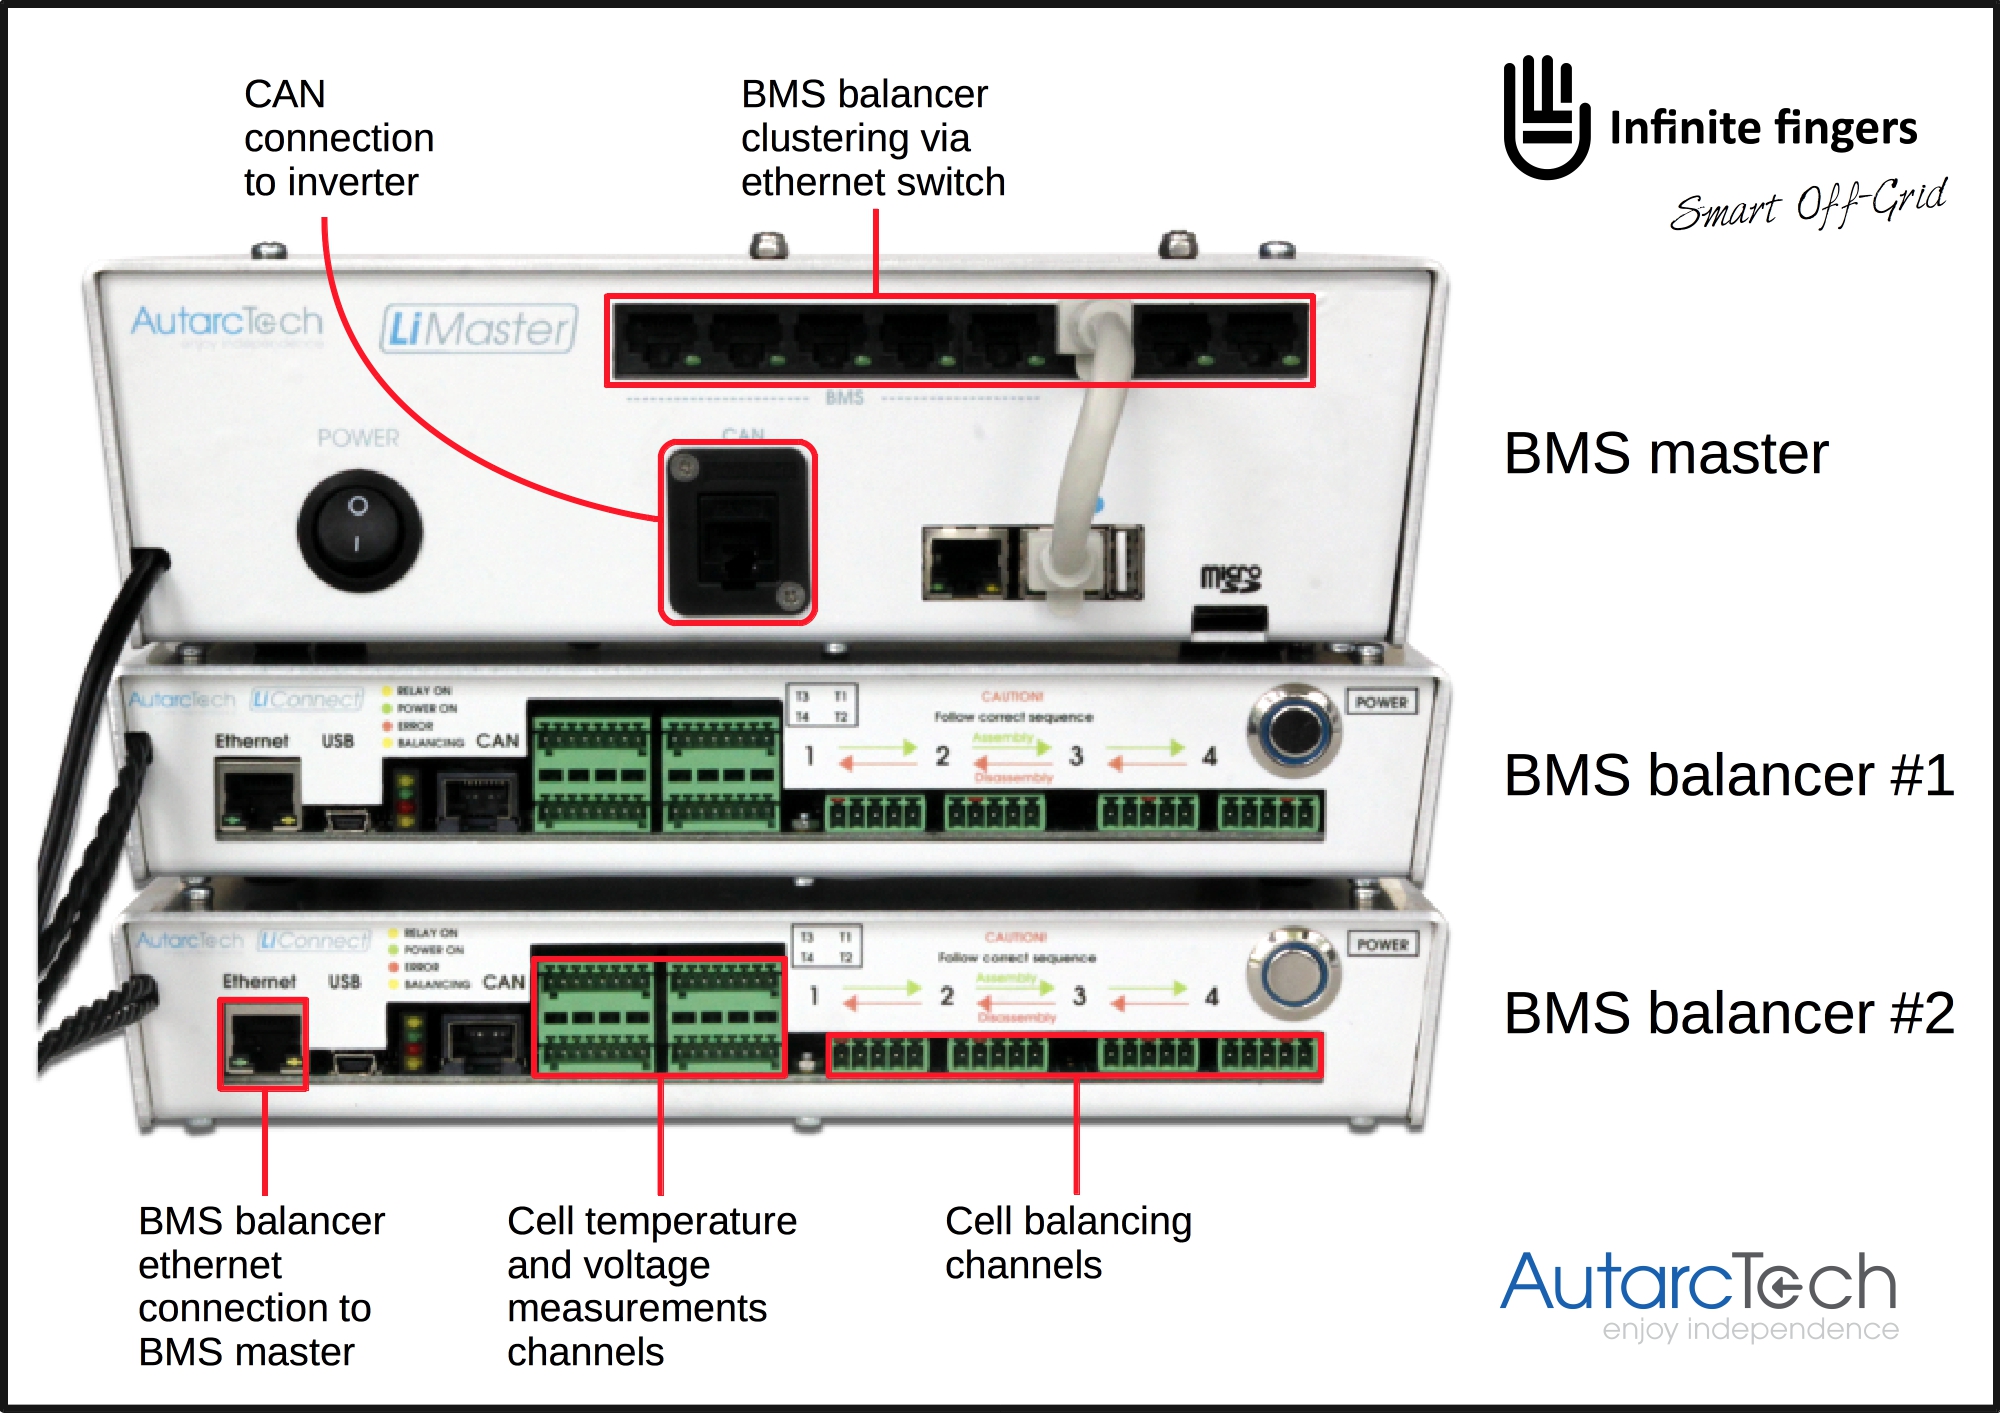 CAN
connection
to inverter
BMS balancer
clustering via
ethernet switch
Infinite fingers
Smart Off-Grid
AutarcTech
enjoy independence
LiMaster
BMS
POWER
CAN
O
I
micro
SD
BMS master
AutarcTech
LiConnect
RELAY ON
POWER ON
ERROR
BALANCING
Ethernet
USB
CAN
T3 T1
T4 T2
CAUTION!
Follow correct sequence
Assembly
1 2 3 4
Disassembly
POWER
BMS balancer #1
AutarcTech
LiConnect
RELAY ON
POWER ON
ERROR
BALANCING
Ethernet
USB
CAN
T3 T1
T4 T2
CAUTION!
Follow correct sequence
Assembly
1 2 3 4
Disassembly
POWER
BMS balancer #2
BMS balancer
ethernet
connection to
BMS master
Cell temperature
and voltage
measurements
channels
Cell balancing
channels
AutarcTech
enjoy independence